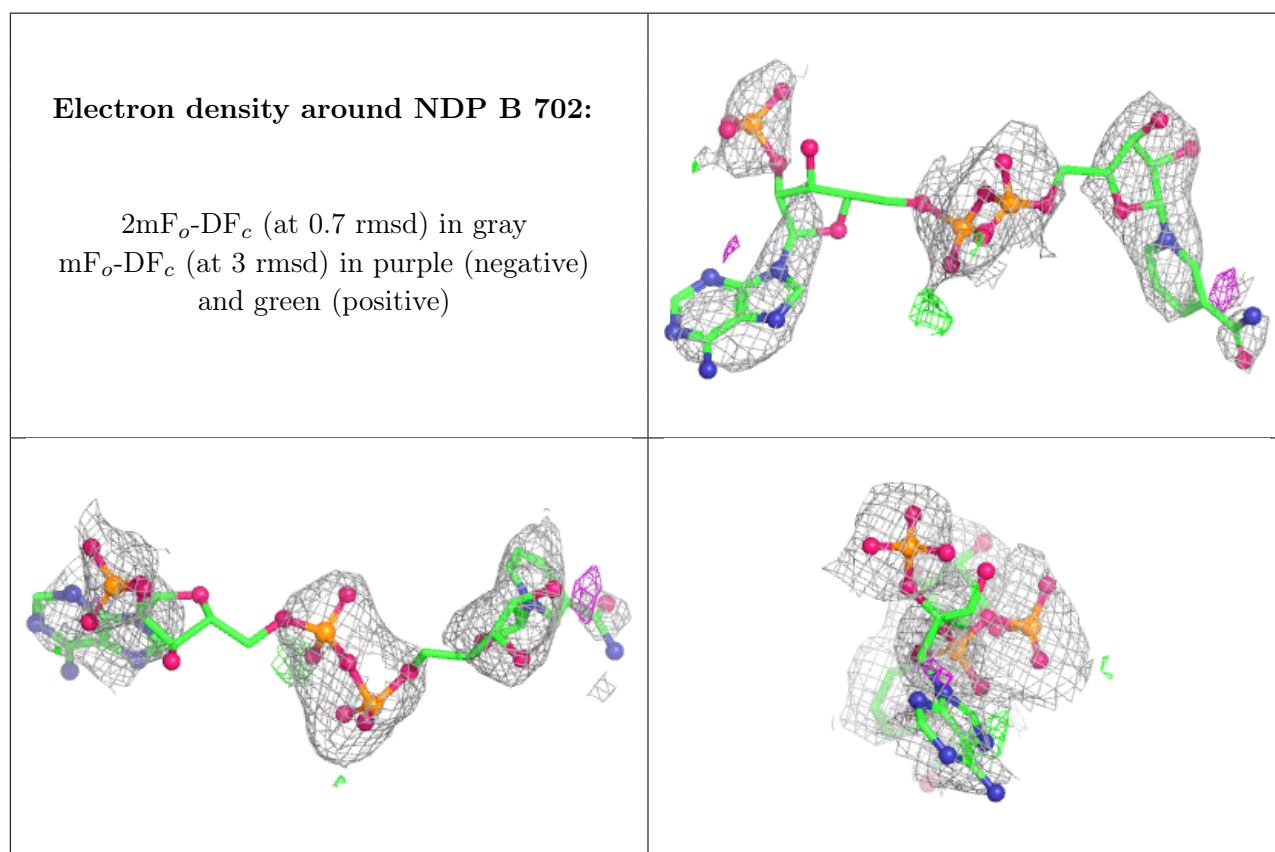 Electron density around NDP B 702:
2mFo-DFc (at 0.7 rmsd) in gray
mFo-DFc (at 3 rmsd) in purple (negative)
and green (positive)